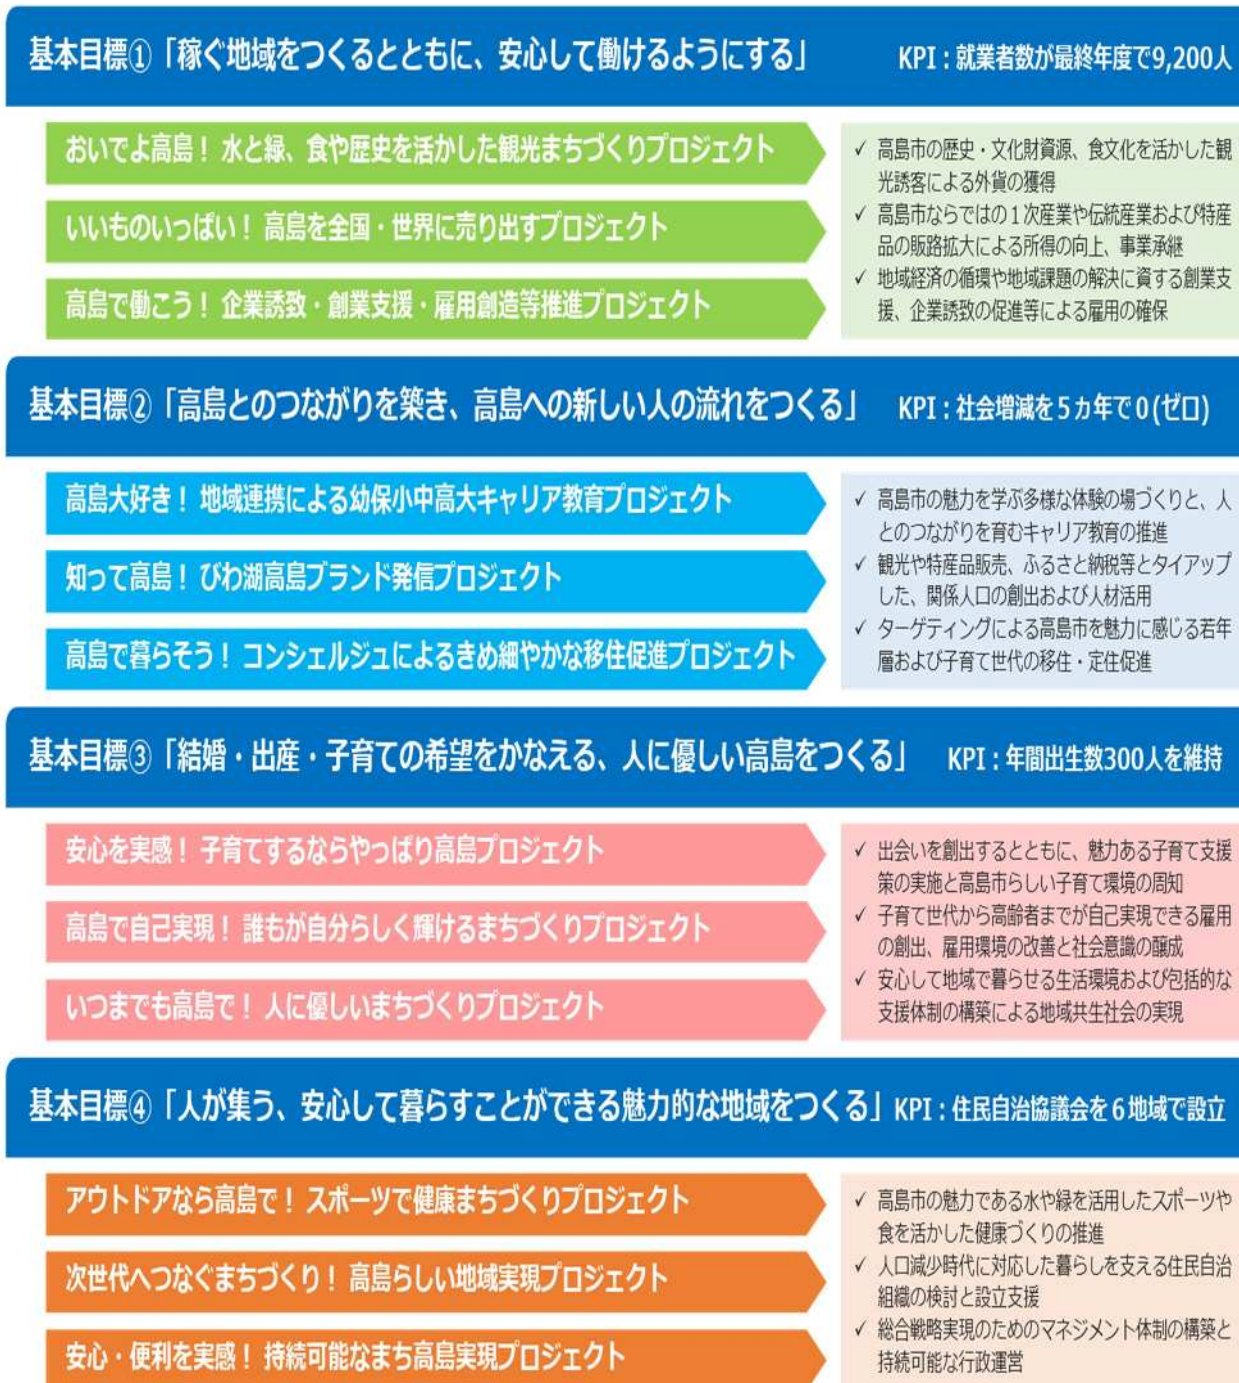 基本目標①「稼ぐ地域をつくるとともに、安心して働けるようにする」 KPI：就業者数が最終年度で9,200人
おいでよ高島！ 水と緑、食や歴史を活かした観光まちづくりプロジェクト
いいものいっぱい！ 高島を全国・世界に売り出すプロジェクト
高島で働こう！ 企業誘致・創業支援・雇用創造等推進プロジェクト
✓ 高島市の歴史・文化財資源、食文化を活かした観
光誘客による外貨の獲得
✓ 高島市ならではの１次産業や伝統産業および特産
品の販路拡大による所得の向上、事業承継
✓ 地域経済の循環や地域課題の解決に資する創業支
援、企業誘致の促進等による雇用の確保
基本目標②「高島とのつながりを築き、高島への新しい人の流れをつくる」 KPI：社会増減を５ヵ年で０(ゼロ)
高島大好き！ 地域連携による幼保小中高大キャリア教育プロジェクト
知って高島！ びわ湖高島ブランド発信プロジェクト
高島で暮らそう！ コンシェルジュによるきめ細やかな移住促進プロジェクト
✓ 高島市の魅力を学ぶ多様な体験の場づくりと、人
とのつながりを育むキャリア教育の推進
✓ 観光や特産品販売、ふるさと納税等とタイアップ
した、関係人口の創出および人材活用
✓ ターゲティングによる高島市を魅力に感じる若年
層および子育て世代の移住・定住促進
基本目標③「結婚・出産・子育ての希望をかなえる、人に優しい高島をつくる」 KPI：年間出生数300人を維持
安心を実感！ 子育てするならやっぱり高島プロジェクト
高島で自己実現！ 誰もが自分らしく輝けるまちづくりプロジェクト
いつまでも高島で！ 人に優しいまちづくりプロジェクト
✓ 出会いを創出するとともに、魅力ある子育て支援
策の実施と高島市らしい子育て環境の周知
✓ 子育て世代から高齢者までが自己実現できる雇用
の創出、雇用環境の改善と社会意識の醸成
✓ 安心して地域で暮らせる生活環境および包括的な
支援体制の構築による地域共生社会の実現
基本目標④「人が集う、安心して暮らすことができる魅力的な地域をつくる」 KPI：住民自治協議会を６地域で設立
アウトドアなら高島で！ スポーツで健康まちづくりプロジェクト
次世代へつなぐまちづくり！ 高島らしい地域実現プロジェクト
安心・便利を実感！ 持続可能なまち高島実現プロジェクト
✓ 高島市の魅力である水や緑を活用したスポーツや
食を活かした健康づくりの推進
✓ 人口減少時代に対応した暮らしを支える住民自治
組織の検討と設立支援
✓ 総合戦略実現のためのマネジメント体制の構築と
持続可能な行政運営